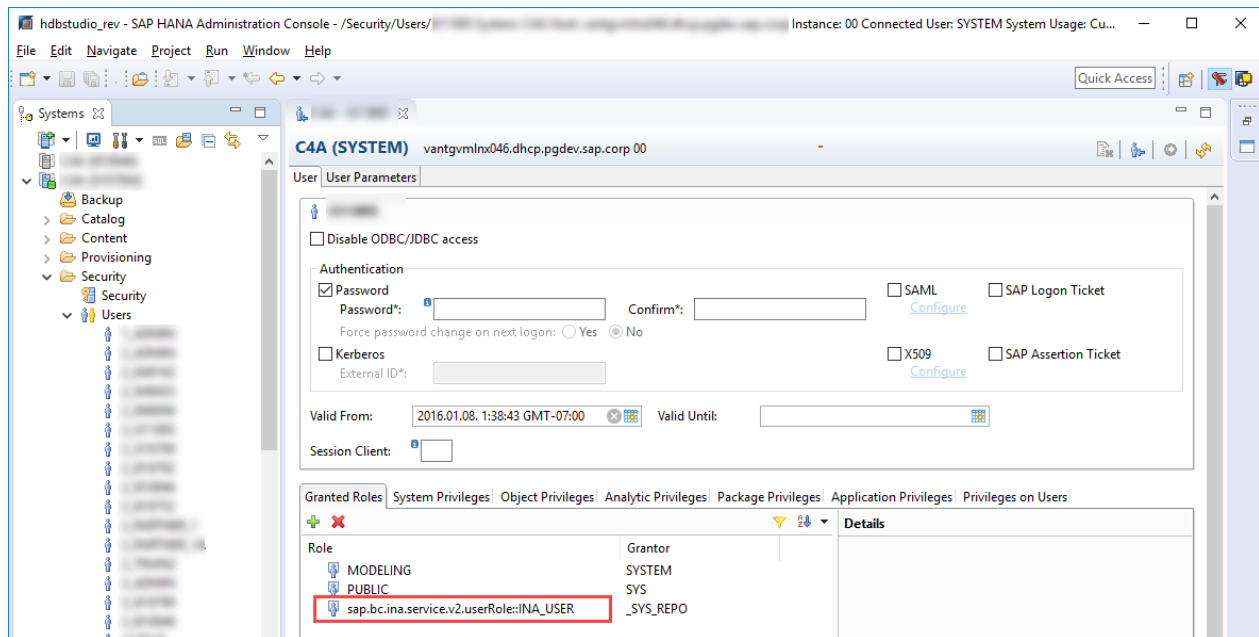 hdbstudio_rev - SAP HANA Administration Console - /Security/Users/ Instance: 00 Connected User: SYSTEM System Usage: Cu...
File Edit Navigate Project Run Window Help
Quick Access
Systems
SQL
C4A (SYSTEM) vantgvmlnx046.dhcp.pgdev.sap.corp 00
User User Parameters
Backup
Catalog
Content
Provisioning
Security
Security
Users
Disable ODBC/JDBC access
Authentication
Password
SAML
SAP Logon Ticket
Password*:
Confirm*:
Configure
Force password change on next logon: Yes No
Kerberos
X509
SAP Assertion Ticket
External ID*:
Configure
Valid From: 2016.01.08. 1:38:43 GMT-07:00 Valid Until:
Session Client:
Granted Roles System Privileges Object Privileges Analytic Privileges Package Privileges Application Privileges Privileges on Users
Details
Role Grantor
MODELING SYSTEM
PUBLIC SYS
sap.bc.ina.service.v2.userRole::INA_USER _SYS_REPO